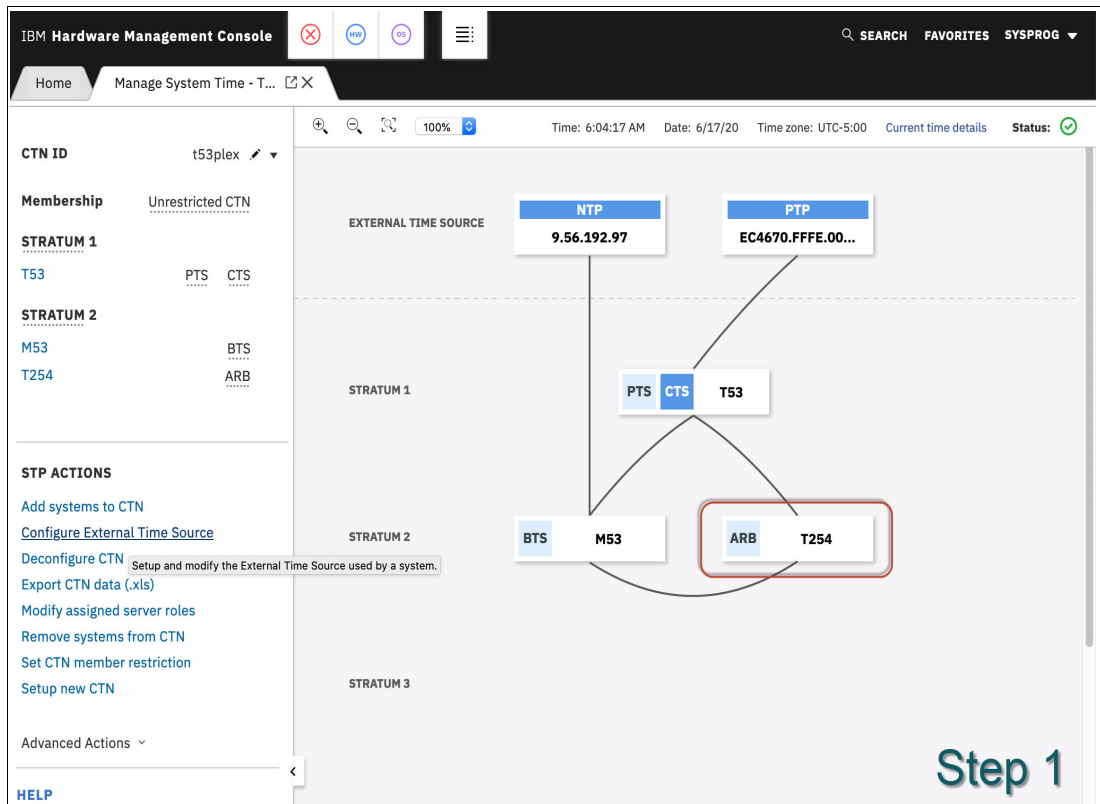 IBM Hardware Management Console
HW
OS
SEARCH FAVORITES SYSPROG
Home
Manage System Time - T...
100%
Time: 6:04:17 AM Date: 6/17/20 Time zone: UTC-5:00 Current time details Status:
CTN ID t53plex
Membership Unrestricted CTN
STRATUM 1
T53 PTS CTS
STRATUM 2
M53 BTS
T254 ARB
STP ACTIONS
Add systems to CTN
Configure External Time Source
Deconfigure CTN
Setup and modify the External Time Source used by a system.
Export CTN data (.xls)
Modify assigned server roles
Remove systems from CTN
Set CTN member restriction
Setup new CTN
Advanced Actions
HELP
EXTERNAL TIME SOURCE
NTP
9.56.192.97
PTP
EC4670.FFFE.00...
STRATUM 1
PTS CTS T53
STRATUM 2
BTS M53
ARB T254
STRATUM 3
Step 1